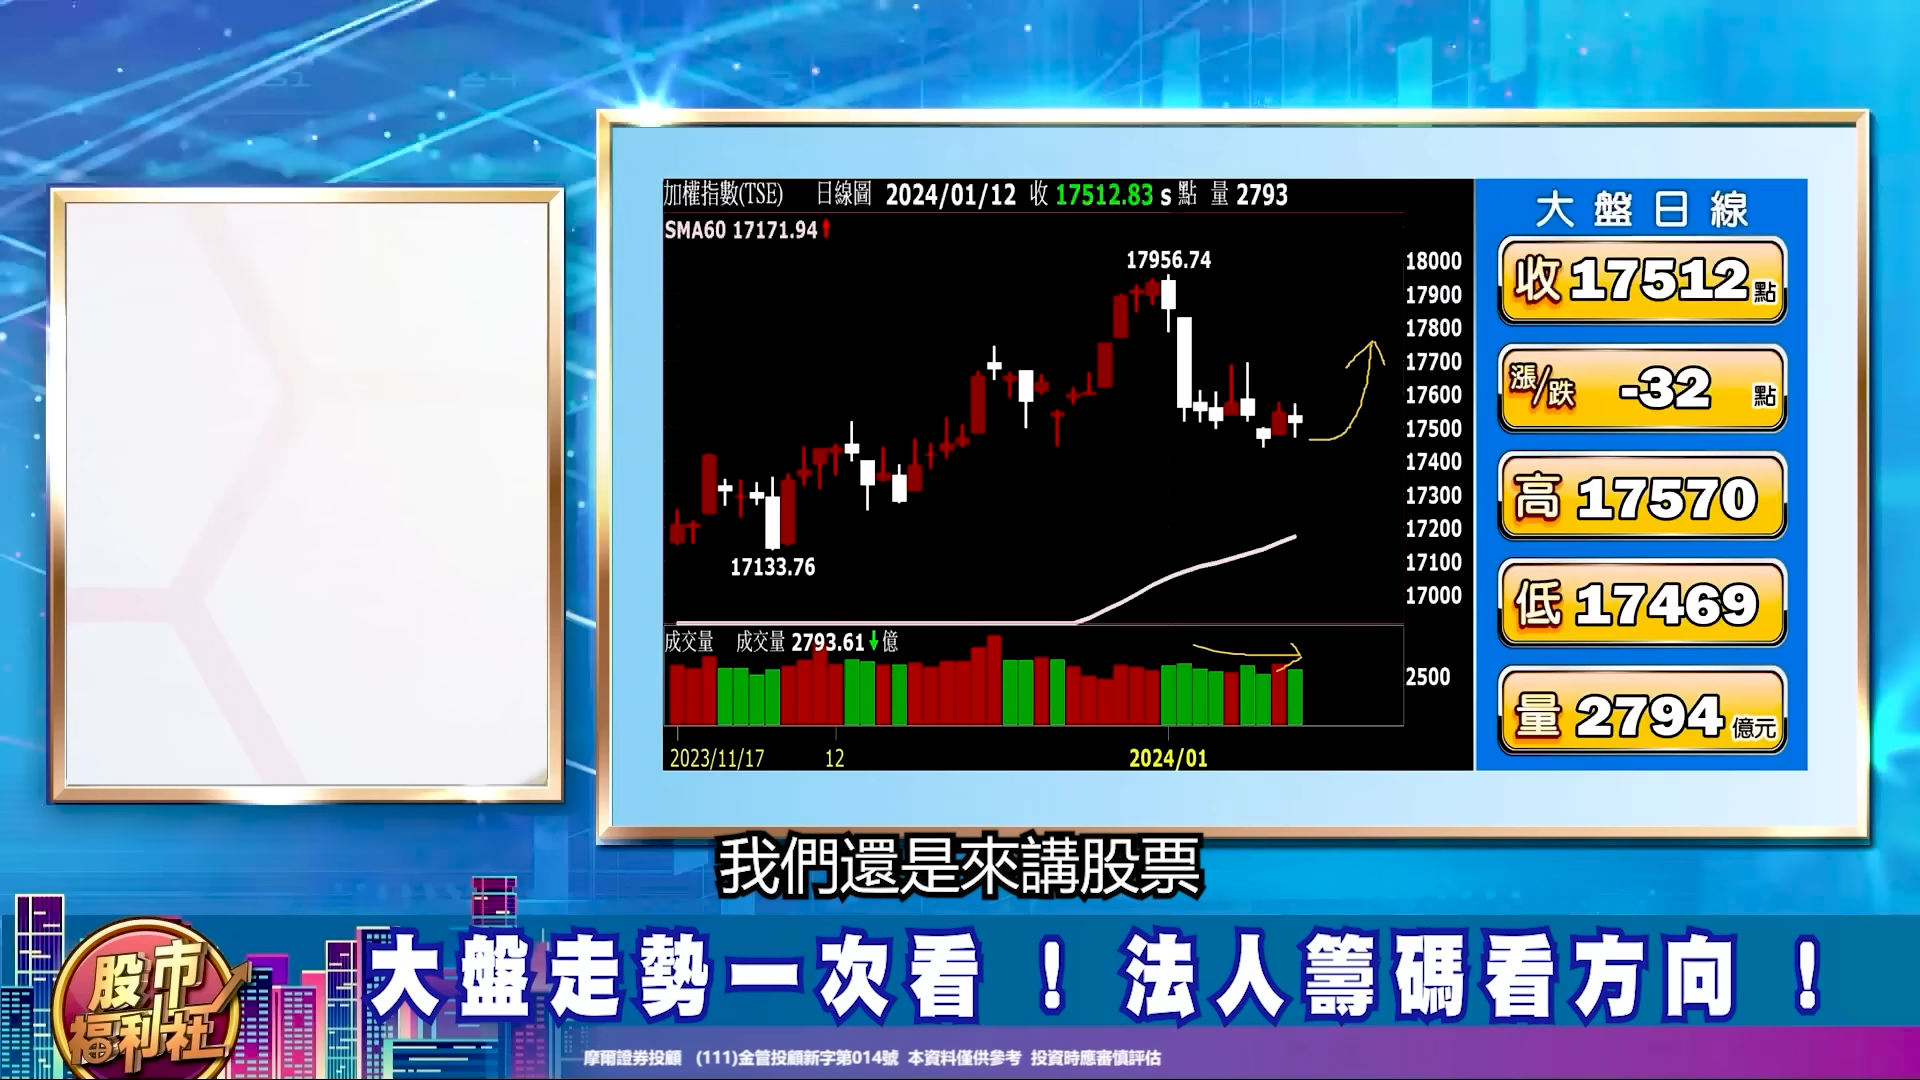 加權指數(TSE) 日線圖 2024/01/12 收 17512.83 s 點 量 2793
SMA60 17171.94
17956.74
17133.76
18000
17900
17800
17700
17600
17500
17400
17300
17200
17100
17000
成交量 成交量 2793.61 億
2500
2023/11/17 12 2024/01
大盤日線
收 17512 點
漲/跌 -32 點
高 17570
低 17469
量 2794 億元
我們還是來講股票
大盤走勢一次看！法人籌碼看方向！
股市
福利社
摩爾證券投顧 (111)金管投顧新字第014號 本資料僅供參考 投資時應審慎評估